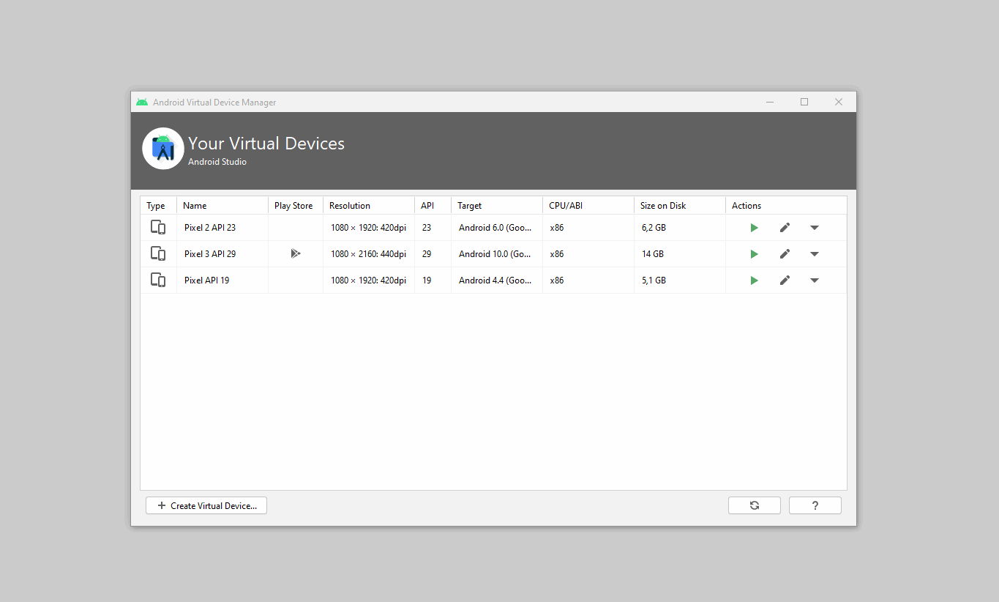 Android Virtual Device Manager
Your Virtual Devices
Android Studio
Type Name Play Store Resolution API Target CPU/ABI Size on Disk Actions
Pixel 2 API 23 1080 × 1920: 420dpi 23 Android 6.0 (Goo... x86 6,2 GB
Pixel 3 API 29 1080 × 2160: 440dpi 29 Android 10.0 (Go... x86 14 GB
Pixel API 19 1080 × 1920: 420dpi 19 Android 4.4 (Goo... x86 5,1 GB
+ Create Virtual Device... ?